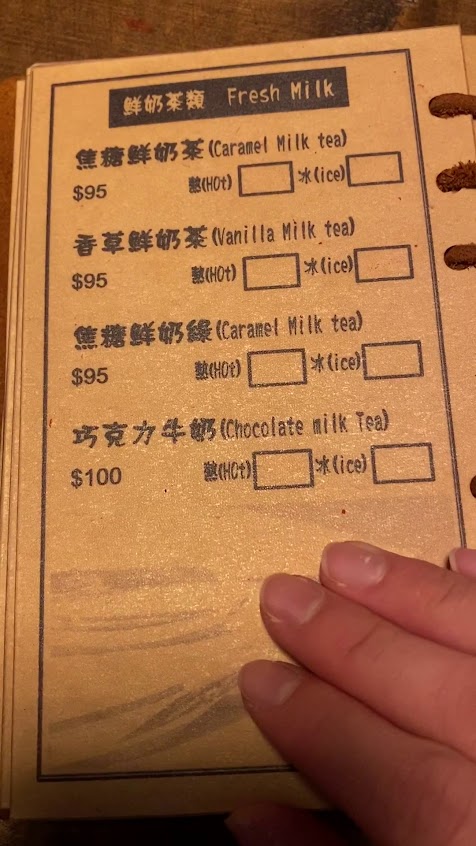 鮮奶茶類 Fresh Milk
焦糖鮮奶茶(Caramel Milk tea)
$95 熱(HOt) 冰(ice)
香草鮮奶茶(Vanilla Milk tea)
$95 熱(HOt) 冰(ice)
焦糖鮮奶綠(Caramel Milk tea)
$95 熱(HOt) 冰(ice)
巧克力牛奶(Chocolate milk Tea)
$100 熱(HOt) 冰(ice)